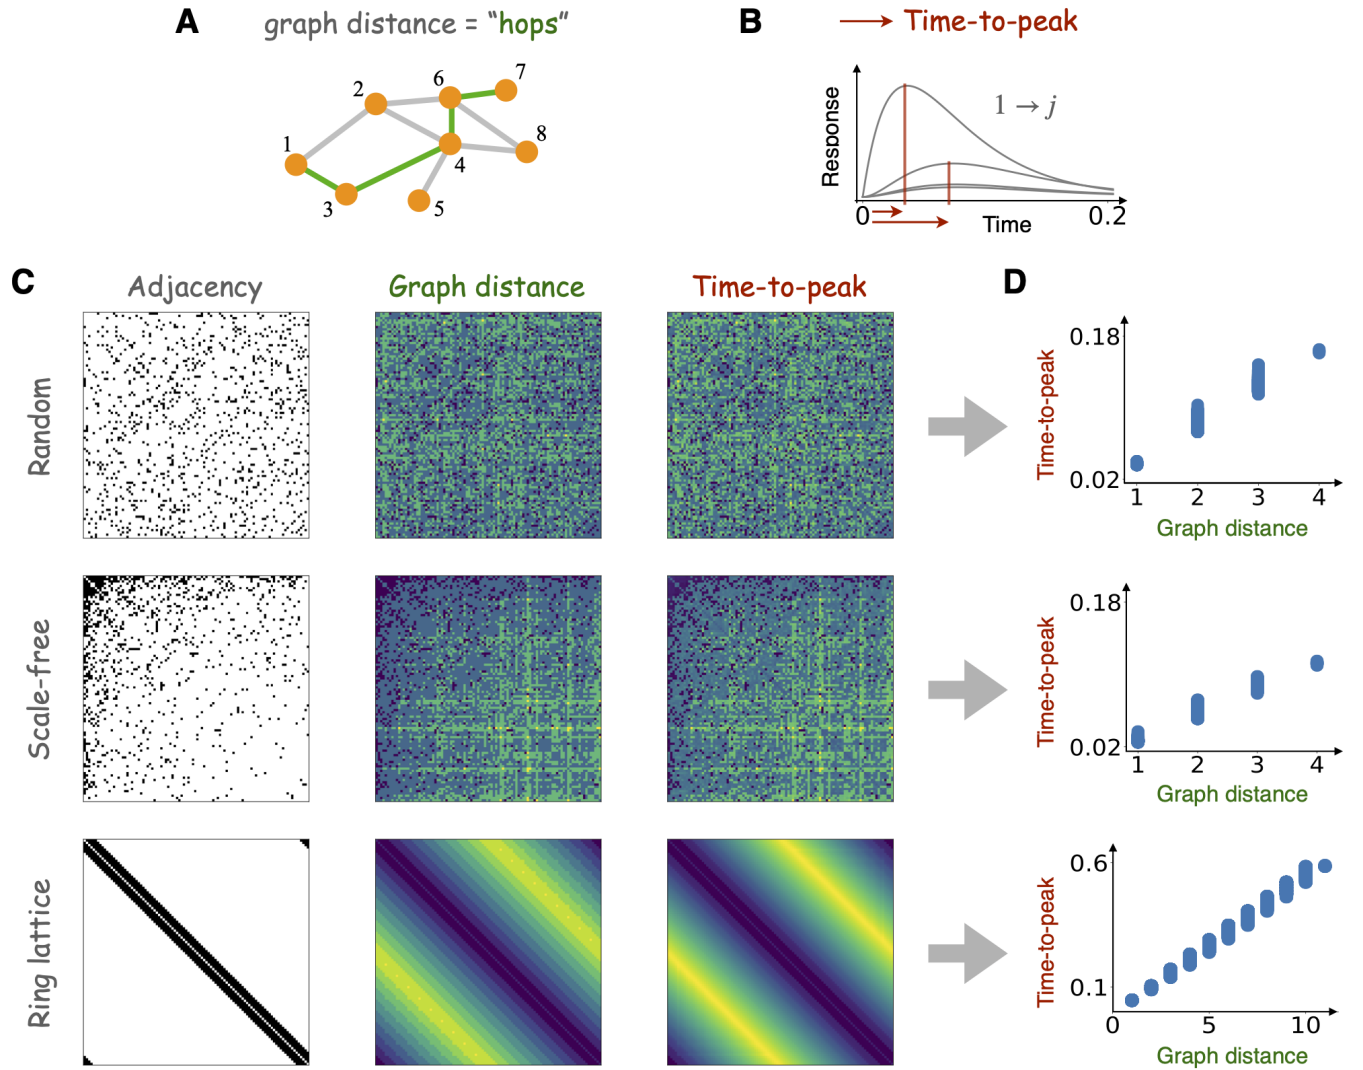 A
graph distance = “hops”
1
2
3
4
5
6
7
8
B
Time-to-peak
Response
1 → j
0
Time
0.2
C
Adjacency
Graph distance
Time-to-peak
D
Random
0.18
Time-to-peak
0.02
1 2 3 4
Graph distance
Scale-free
0.18
Time-to-peak
0.02
1 2 3 4
Graph distance
Ring lattice
0.6
Time-to-peak
0.1
0 5 10
Graph distance